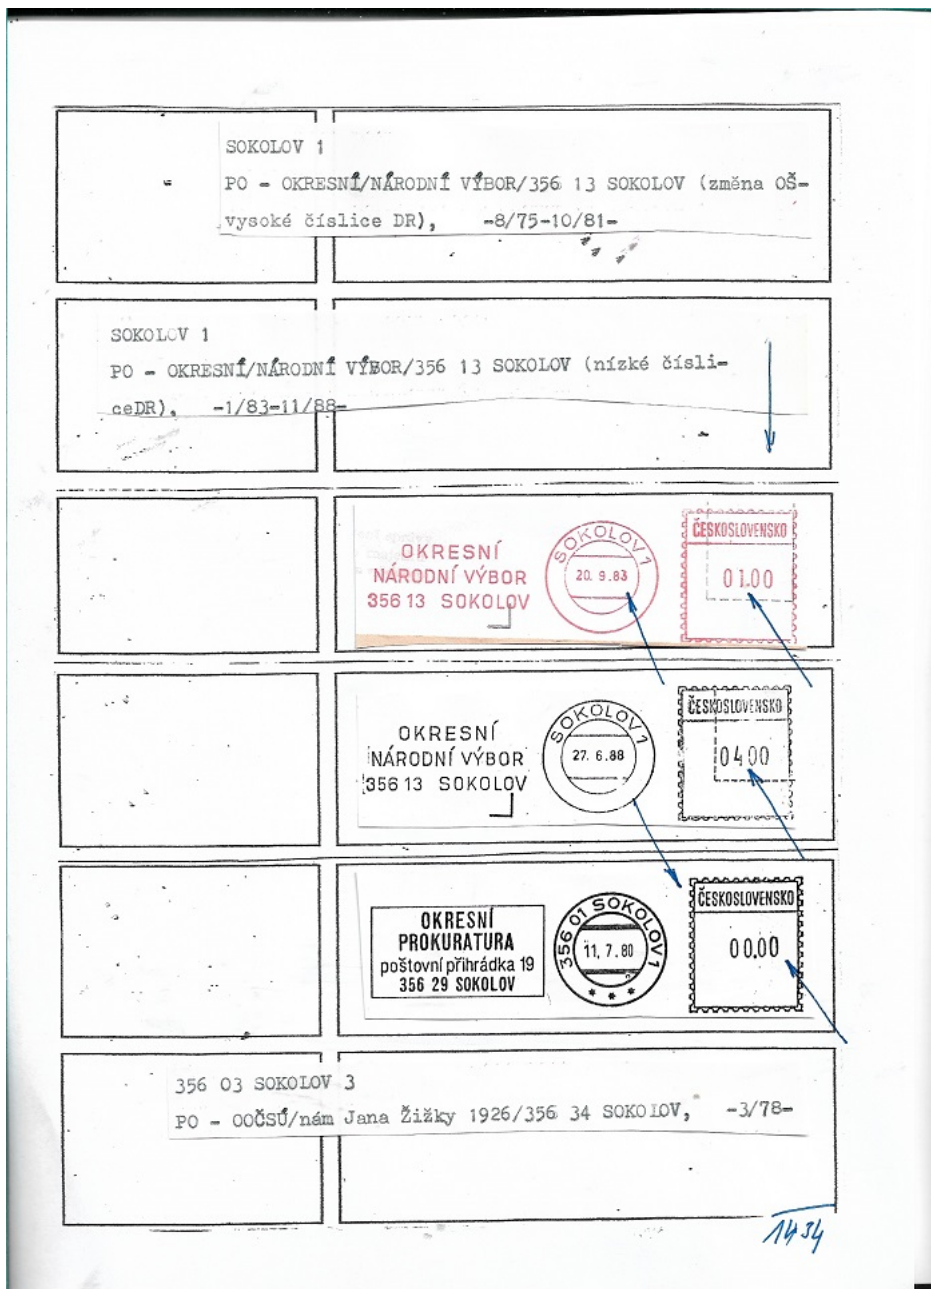 SOKOLOV 1
PO - OKRESNÍ/NÁRODNÍ VÝBOR/356 13 SOKOLOV (změna OŠ-
vysoké číslice DR), -8/75-10/81-
SOKOLOV 1
PO - OKRESNÍ/NÁRODNÍ VÝBOR/356 13 SOKOLOV (nízké čísli-
ceDR), -1/83-11/88-
OKRESNÍ
NÁRODNÍ VÝBOR
356 13 SOKOLOV
SOKOLOV 1
20. 9.83
ČESKOSLOVENSKO
01.00
OKRESNÍ
NÁRODNÍ VÝBOR
356 13 SOKOLOV
SOKOLOV 1
27. 6.88
ČESKOSLOVENSKO
04 00
OKRESNÍ
PROKURATURA
poštovní přihrádka 19
356 29 SOKOLOV
356 01 SOKOLOV 1
11. 7. 80
ČESKOSLOVENSKO
00.00
356 03 SOKOLOV 3
PO - OOČSÚ/nám Jana Žižky 1926/356 34 SOKOLOV, -3/78-
1434